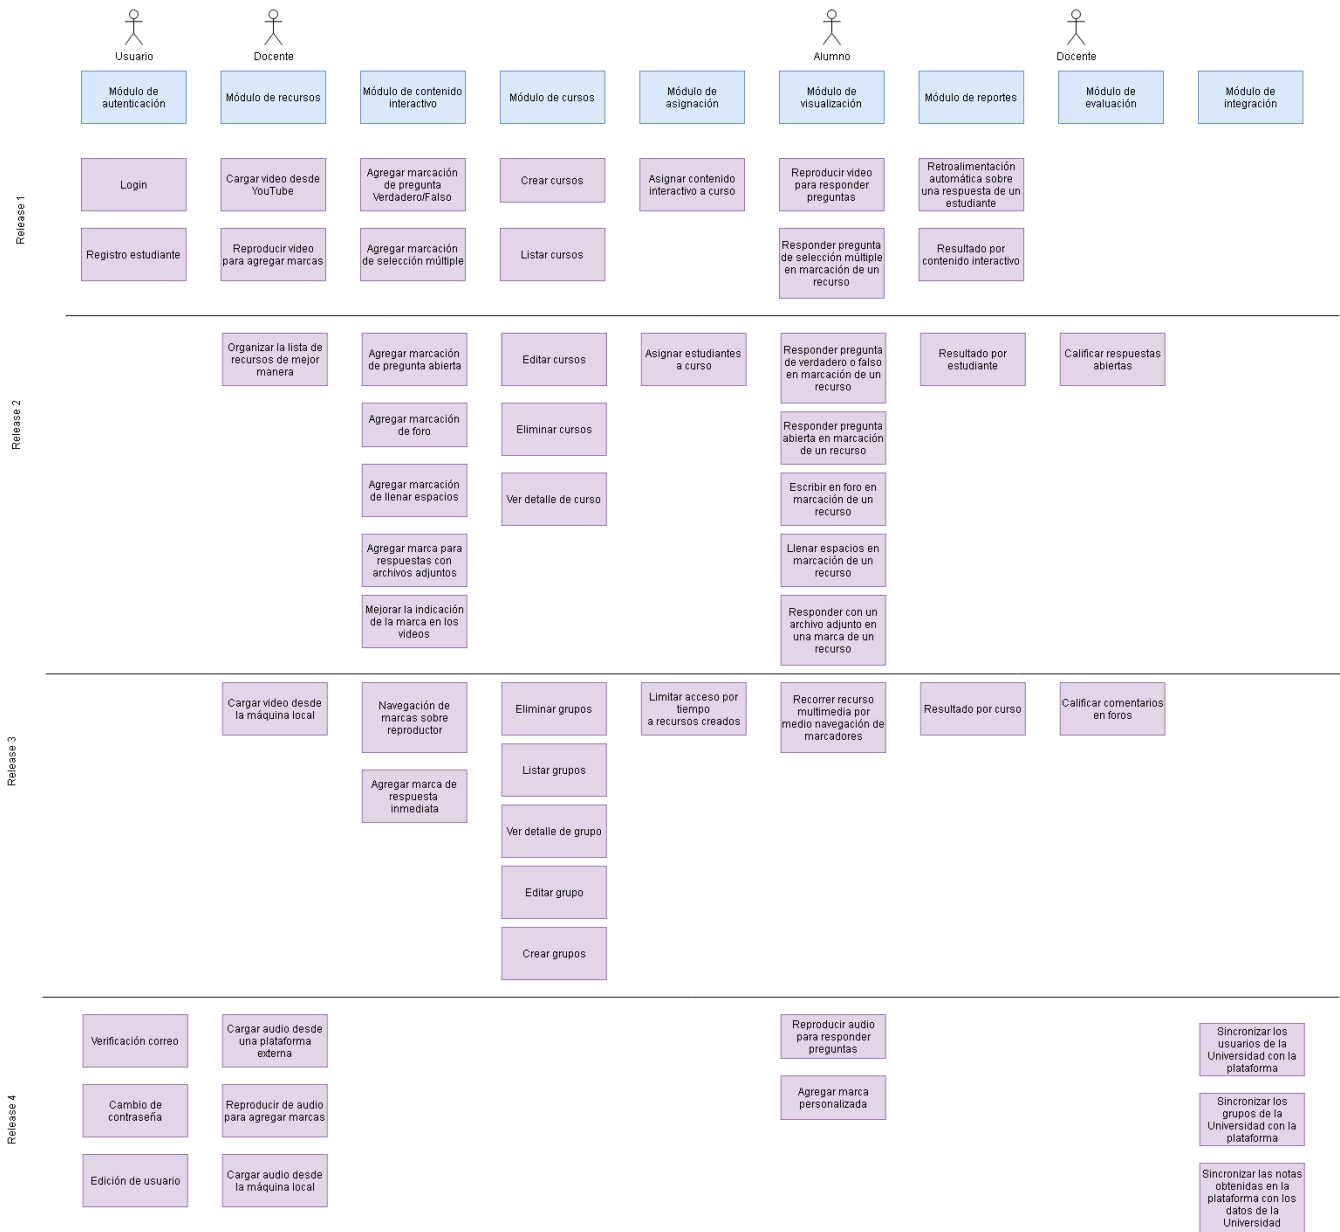 Usuario
Docente
Alumno
Docente
Módulo de
autenticación
Módulo de recursos
Módulo de contenido
interactivo
Módulo de cursos
Módulo de
asignación
Módulo de
visualización
Módulo de reportes
Módulo de
evaluación
Módulo de
integración
Release 1
Login
Cargar video desde
YouTube
Agregar marcación
de pregunta
Verdadero/Falso
Crear cursos
Asignar contenido
interactivo a curso
Reproducir video
para responder
preguntas
Retroalimentación
automática sobre
una respuesta de un
estudiante
Registro estudiante
Reproducir video
para agregar marcas
Agregar marcación
de selección múltiple
Listar cursos
Responder pregunta
de selección múltiple
en marcación de un
recurso
Resultado por
contenido interactivo
Release 2
Organizar la lista de
recursos de mejor
manera
Agregar marcación
de pregunta abierta
Editar cursos
Asignar estudiantes
a curso
Responder pregunta
de verdadero o falso
en marcación de un
recurso
Resultado por
estudiante
Calificar respuestas
abiertas
Agregar marcación
de foro
Eliminar cursos
Responder pregunta
abierta en marcación
de un recurso
Agregar marcación
de llenar espacios
Ver detalle de curso
Escribir en foro en
marcación de un
recurso
Agregar marca para
respuestas con
archivos adjuntos
Llenar espacios en
marcación de un
recurso
Mejorar la indicación
de la marca en los
videos
Responder con un
archivo adjunto en
una marca de un
recurso
Release 3
Cargar video desde
la máquina local
Navegación de
marcas sobre
reproductor
Eliminar grupos
Limitar acceso por
tiempo
a recursos creados
Recorrer recurso
multimedia por
medio navegación de
marcadores
Resultado por curso
Calificar comentarios
en foros
Agregar marca de
respuesta
inmediata
Listar grupos
Ver detalle de grupo
Editar grupo
Crear grupos
Release 4
Verificación correo
Cargar audio desde
una plataforma
externa
Reproducir audio
para responder
preguntas
Sincronizar los
usuarios de la
Universidad con la
plataforma
Cambio de
contraseña
Reproducir de audio
para agregar marcas
Agregar marca
personalizada
Sincronizar los
grupos de la
Universidad con la
plataforma
Edición de usuario
Cargar audio desde
la máquina local
Sincronizar las notas
obtenidas en la
plataforma con los
datos de la
Universidad